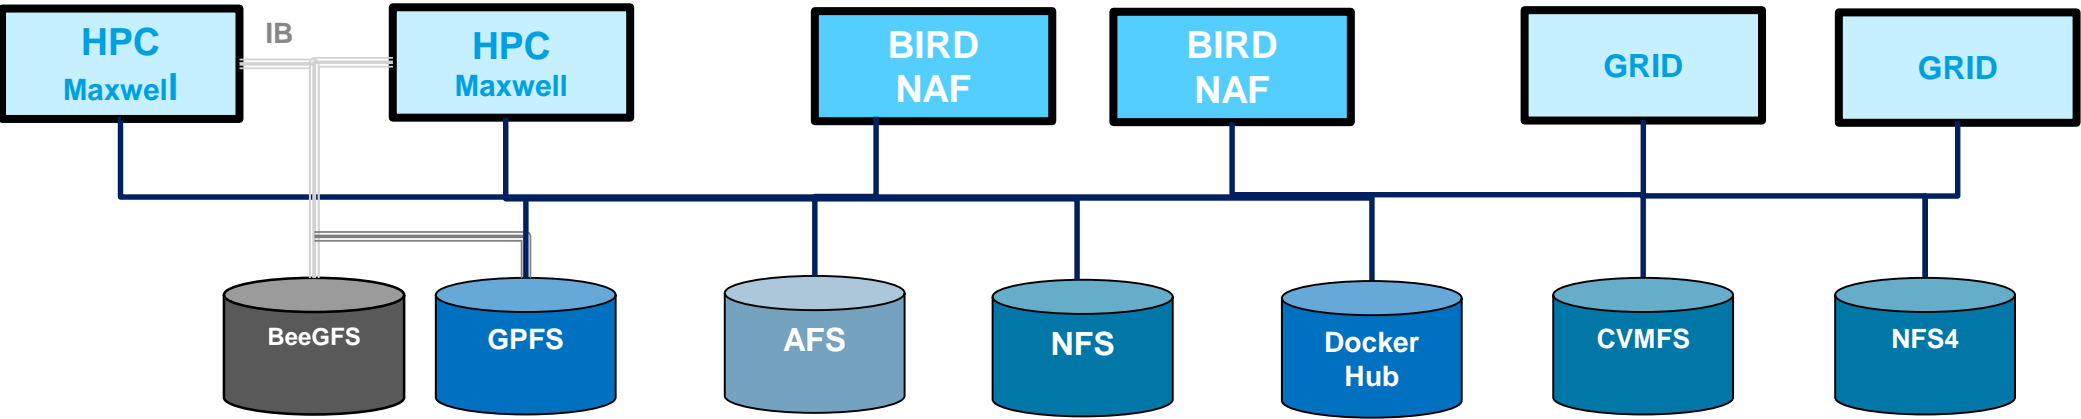 HPC
Maxwell
IB
HPC
Maxwell
BIRD
NAF
BIRD
NAF
GRID
GRID
BeeGFS
GPFS
AFS
NFS
Docker
Hub
CVMFS
NFS4